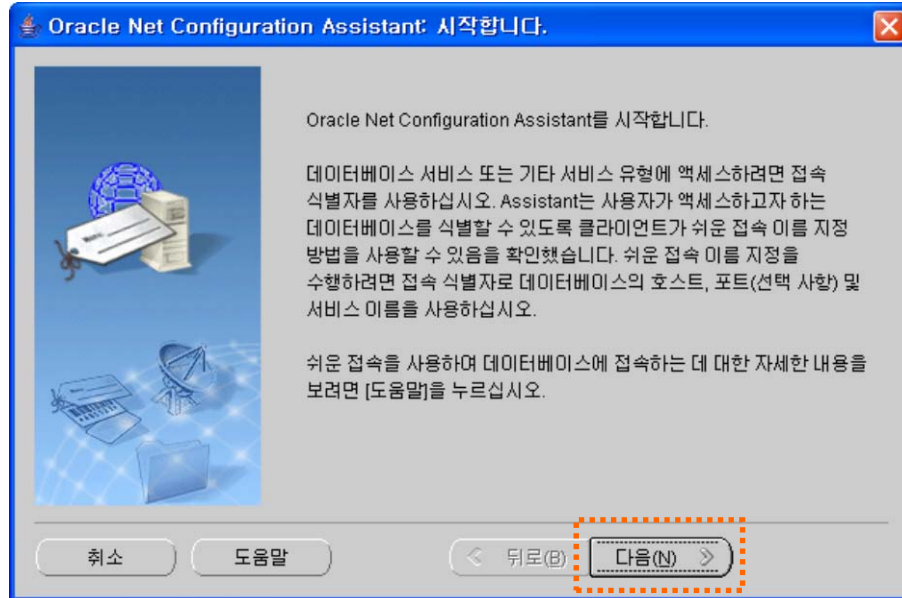 Oracle Net Configuration Assistant: 시작합니다.
Oracle Net Configuration Assistant를 시작합니다.
데이터베이스 서비스 또는 기타 서비스 유형에 액세스하려면 접속
식별자를 사용하십시오. Assistant는 사용자가 액세스하고자 하는
데이터베이스를 식별할 수 있도록 클라이언트가 쉬운 접속 이름 지정
방법을 사용할 수 있음을 확인했습니다. 쉬운 접속 이름 지정을
수행하려면 접속 식별자로 데이터베이스의 호스트, 포트(선택 사항) 및
서비스 이름을 사용하십시오.
쉬운 접속을 사용하여 데이터베이스에 접속하는 데 대한 자세한 내용을
보려면 [도움말]을 누르십시오.
취소
도움말
뒤로(B)
다음(N)